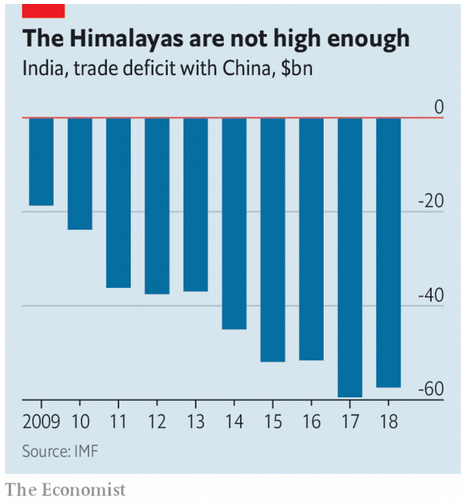 The Himalayas are not high enough
India, trade deficit with China, $bn
0
-20
-40
-60
2009 10 11 12 13 14 15 16 17 18
Source: IMF
The Economist